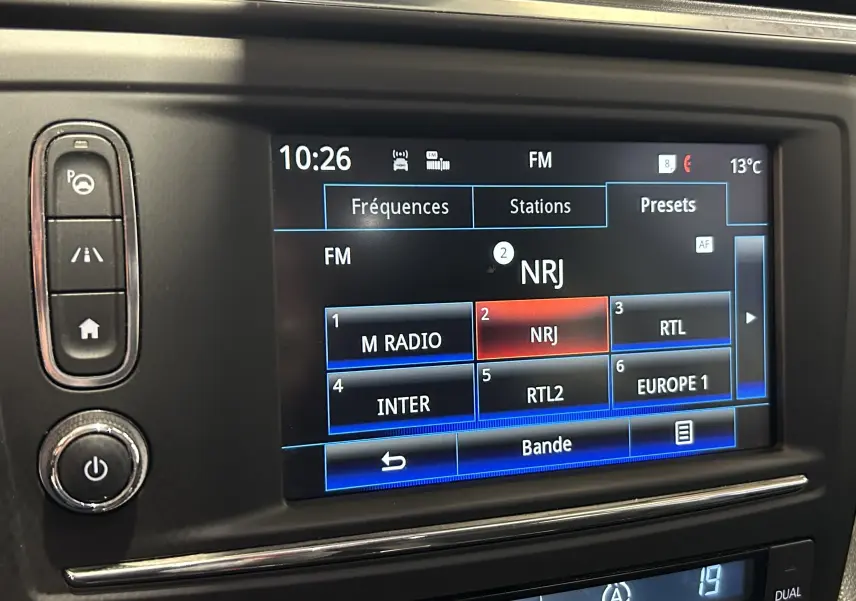 10:26 FM 8 13°C
Fréquences Stations Presets
FM 2 NRJ AF
1 M RADIO 2 NRJ 3 RTL
4 INTER 5 RTL2 6 EUROPE 1
Bande
P
A 19
DUAL